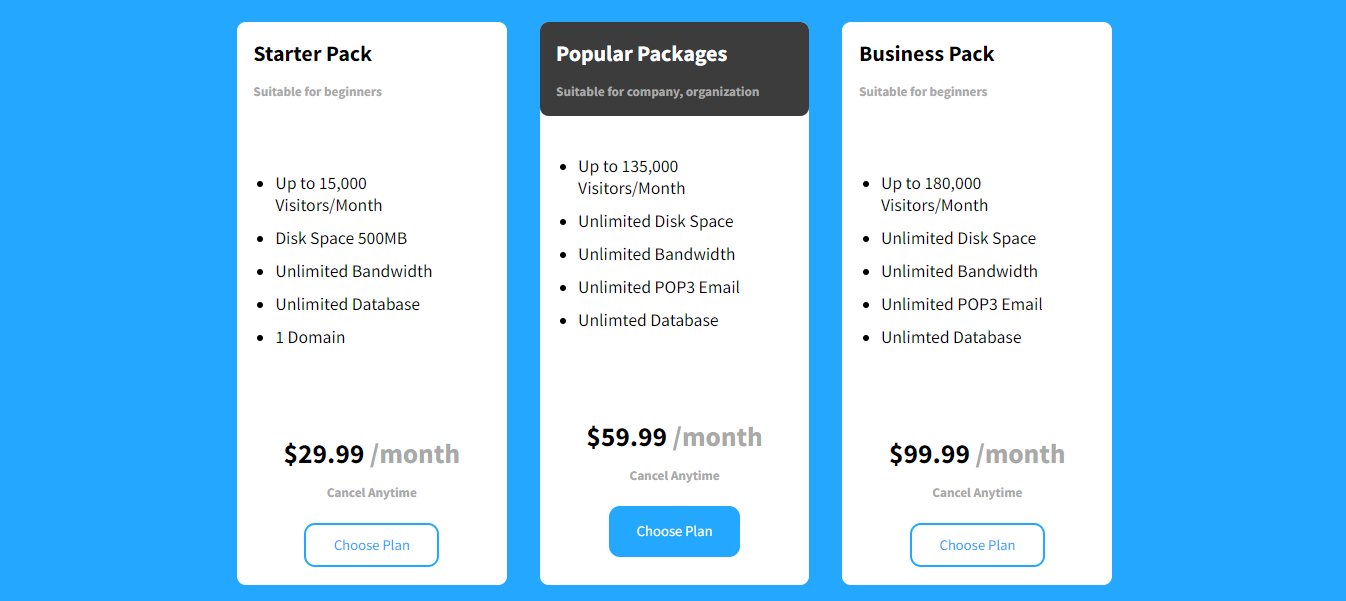 Starter Pack
Suitable for beginners
Up to 15,000
Visitors/Month
Disk Space 500MB
Unlimited Bandwidth
Unlimited Database
1 Domain
$29.99 /month
Cancel Anytime
Choose Plan
Popular Packages
Suitable for company, organization
Up to 135,000
Visitors/Month
Unlimited Disk Space
Unlimited Bandwidth
Unlimited POP3 Email
Unlimted Database
$59.99 /month
Cancel Anytime
Choose Plan
Business Pack
Suitable for beginners
Up to 180,000
Visitors/Month
Unlimited Disk Space
Unlimited Bandwidth
Unlimited POP3 Email
Unlimted Database
$99.99 /month
Cancel Anytime
Choose Plan